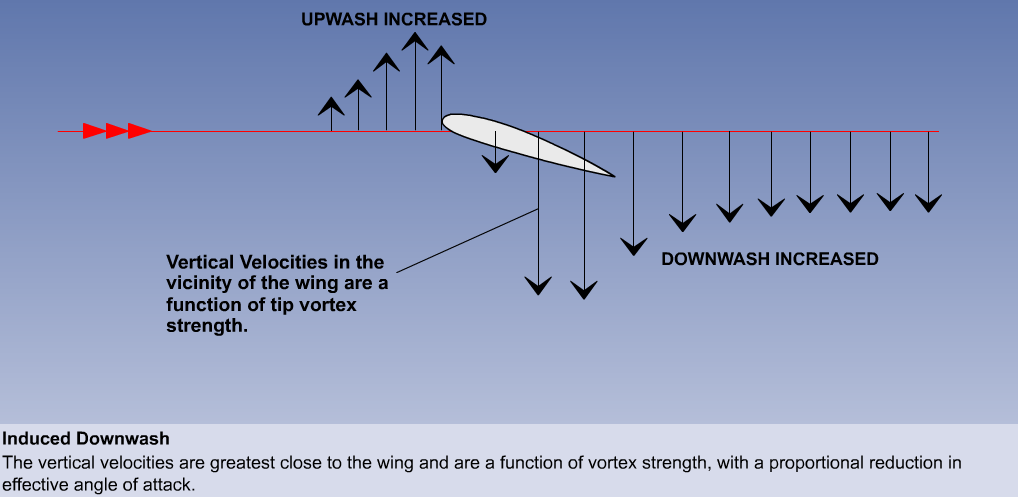 UPWASH INCREASED
Vertical Velocities in the
vicinity of the wing are a
function of tip vortex
strength.
DOWNWASH INCREASED
Induced Downwash
The vertical velocities are greatest close to the wing and are a function of vortex strength, with a proportional reduction in
effective angle of attack.